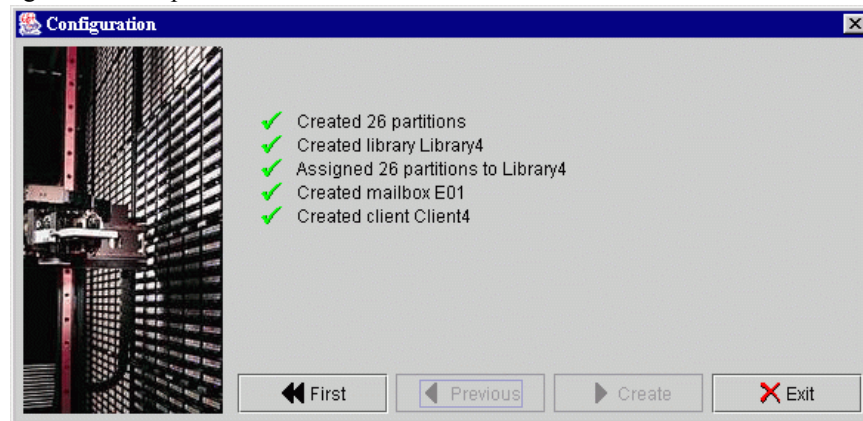 Configuration
Created 26 partitions
Created library Library4
Assigned 26 partitions to Library4
Created mailbox E01
Created client Client4
First
Previous
Create
Exit